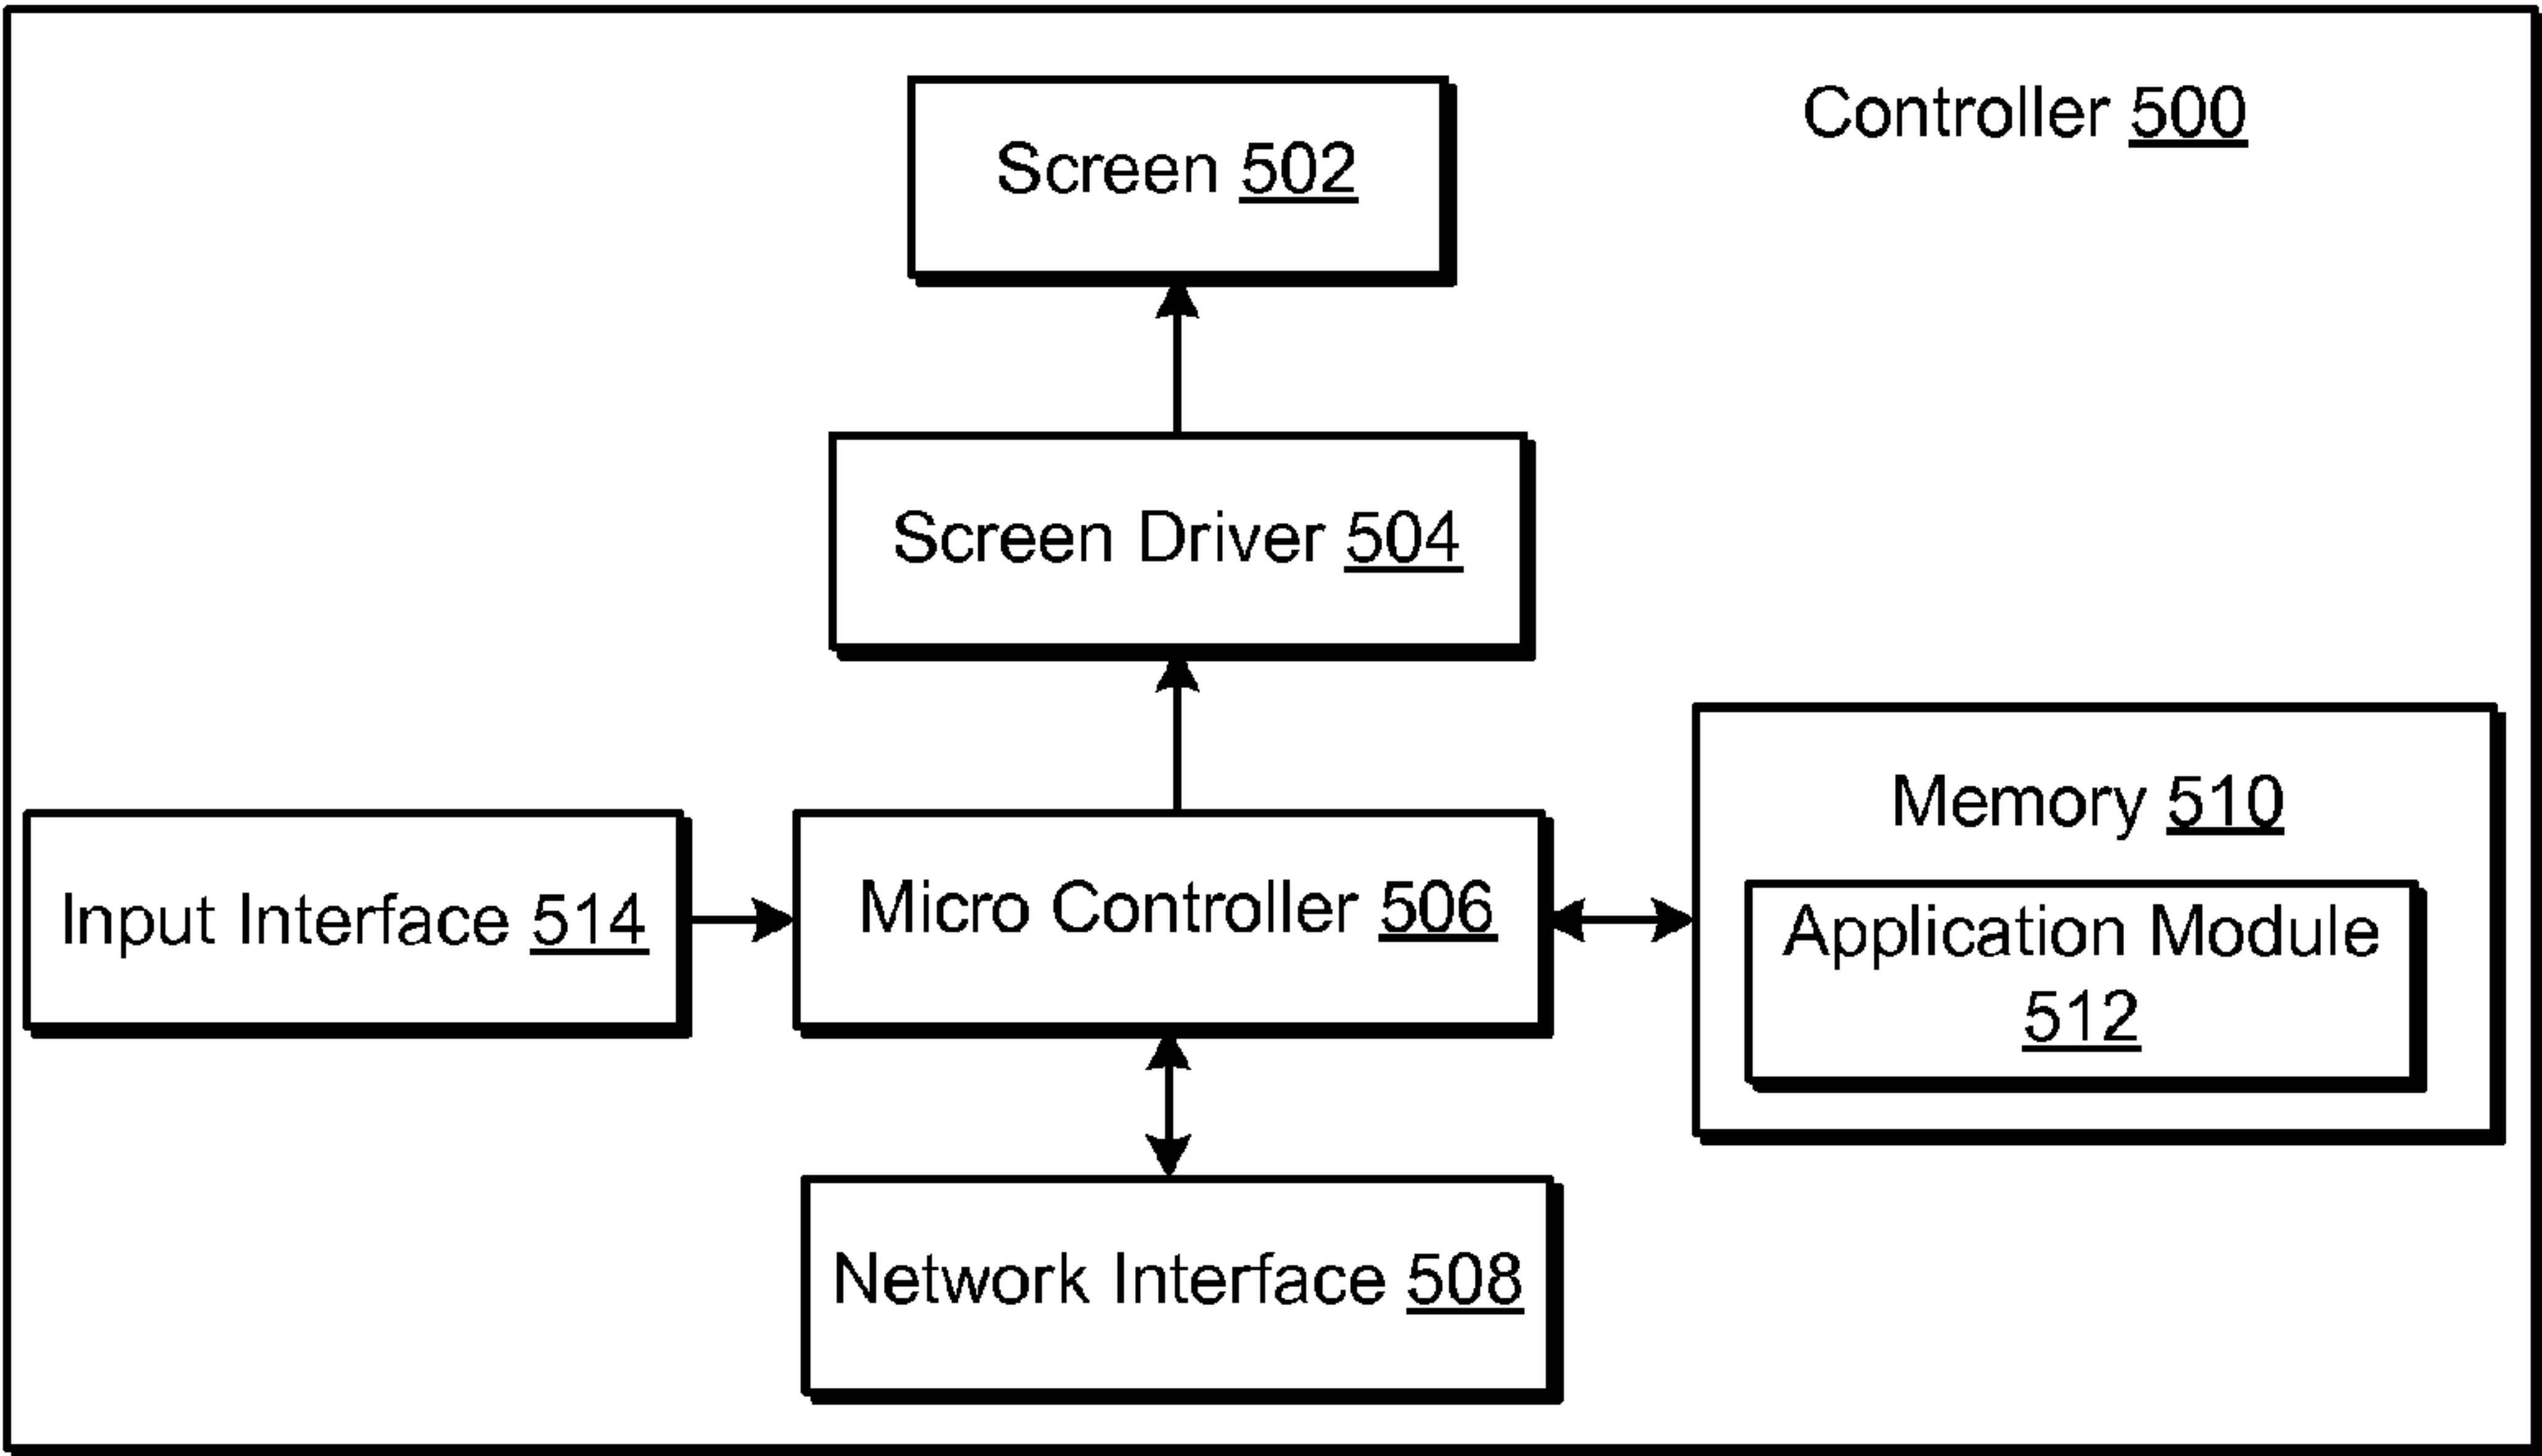 Controller 500
Screen 502
Screen Driver 504
Memory 510
Input Interface 514
Micro Controller 506
Application Module
512
Network Interface 508